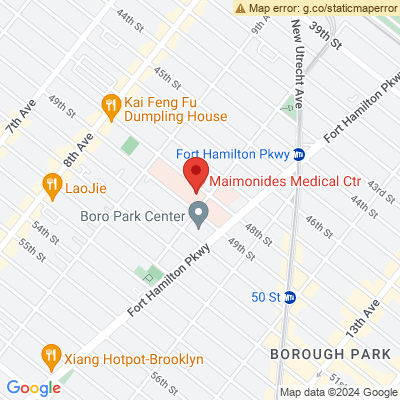 Map error: g.co/staticmaperror
44th St
9th Ave
New Utrecht Ave
39th St
7th Ave
49th St
45th St
Kai Feng Fu
Dumpling House
8th Ave
Fort Hamilton Pkwy
Fort Hamilton Pkwy
Maimonides Medical Ctr
43rd St
44th St
LaoJie
Boro Park Center
46th St
54th St
48th St
55th St
49th St
Fort Hamilton Pkwy
50 St
13th Ave
Xiang Hotpot-Brooklyn
BOROUGH PARK
56th St
Google
Map data ©2024 Google